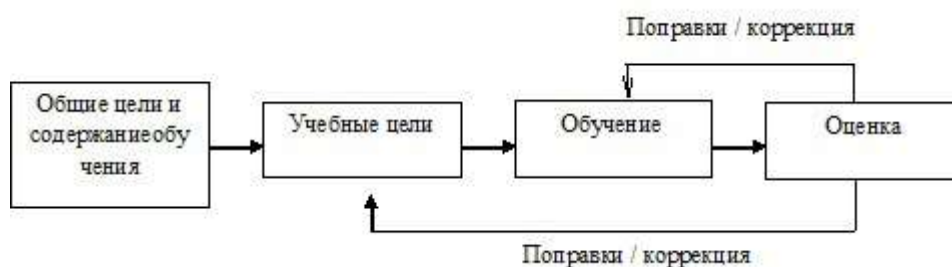 Поправки / коррекция
Общие цели и
содержаниеобу
чения
Учебные цели
Обучение
Оценка
Поправки / коррекция